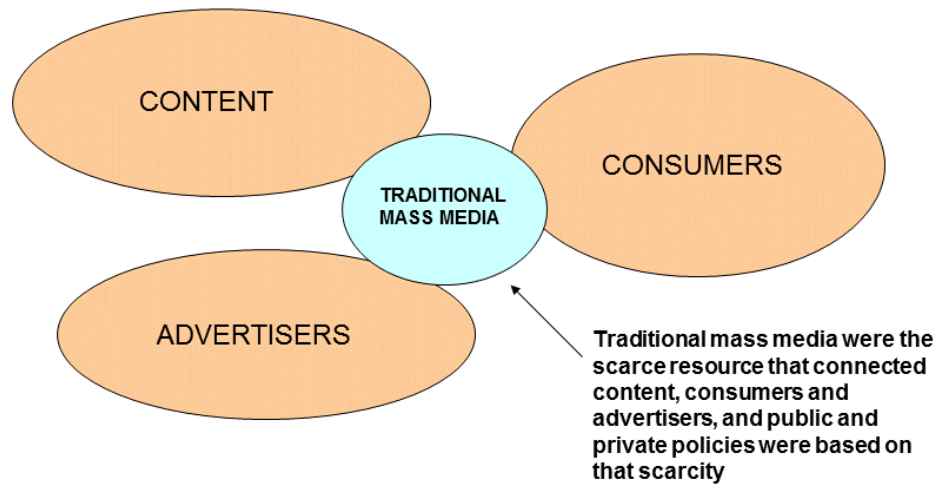 CONTENT
CONSUMERS
TRADITIONAL
MASS MEDIA
ADVERTISERS
Traditional mass media were the
scarce resource that connected
content, consumers and
advertisers, and public and
private policies were based on
that scarcity